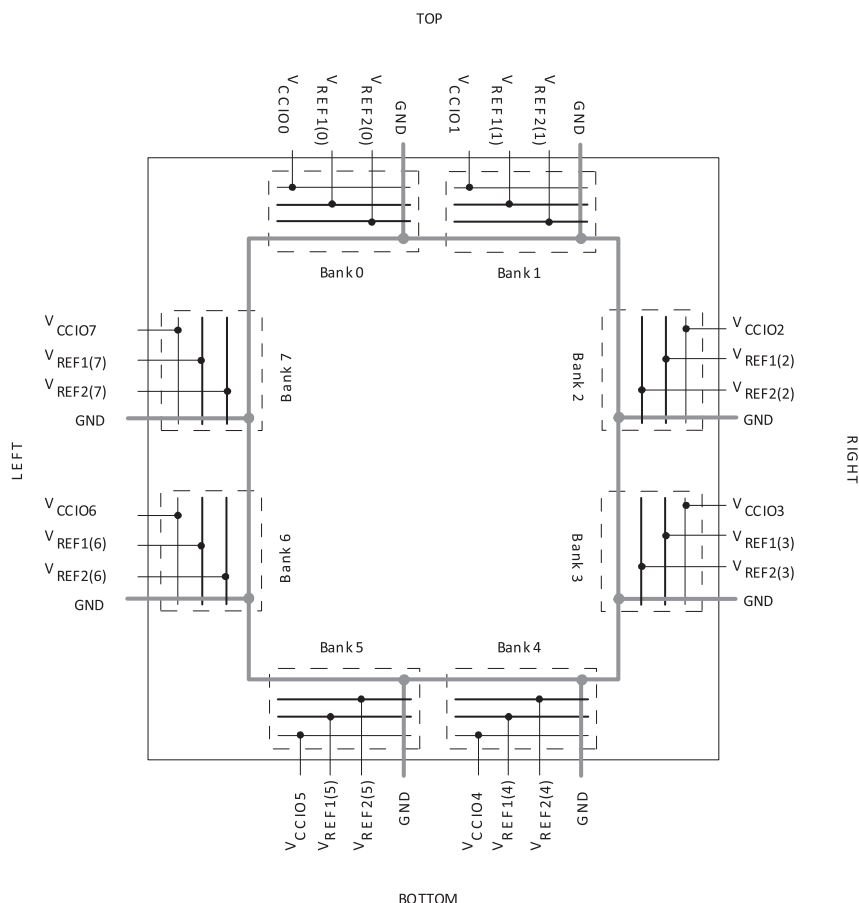 TOP
VCCIO0
VREF1(0)
VREF2(0)
GND
VCCIO1
VREF1(1)
VREF2(1)
GND
Bank 0
Bank 1
VCCIO7
VREF1(7)
VREF2(7)
GND
Bank 7
Bank 2
VCCIO2
VREF1(2)
VREF2(2)
GND
LEFT
RIGHT
VCCIO6
VREF1(6)
VREF2(6)
GND
Bank 6
Bank 3
VCCIO3
VREF1(3)
VREF2(3)
GND
Bank 5
Bank 4
VCCIO5
VREF1(5)
VREF2(5)
GND
VCCIO4
VREF1(4)
VREF2(4)
GND
BOTTOM